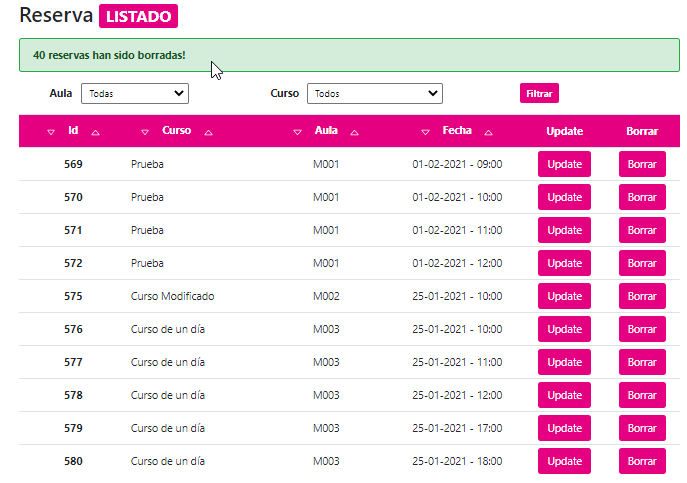 Reserva LISTADO
40 reservas han sido borradas!
Aula Todas Curso Todos Filtrar
Id Curso Aula Fecha Update Borrar
569 Prueba M001 01-02-2021 - 09:00 Update Borrar
570 Prueba M001 01-02-2021 - 10:00 Update Borrar
571 Prueba M001 01-02-2021 - 11:00 Update Borrar
572 Prueba M001 01-02-2021 - 12:00 Update Borrar
575 Curso Modificado M002 25-01-2021 - 10:00 Update Borrar
576 Curso de un día M003 25-01-2021 - 10:00 Update Borrar
577 Curso de un día M003 25-01-2021 - 11:00 Update Borrar
578 Curso de un día M003 25-01-2021 - 12:00 Update Borrar
579 Curso de un día M003 25-01-2021 - 17:00 Update Borrar
580 Curso de un día M003 25-01-2021 - 18:00 Update Borrar